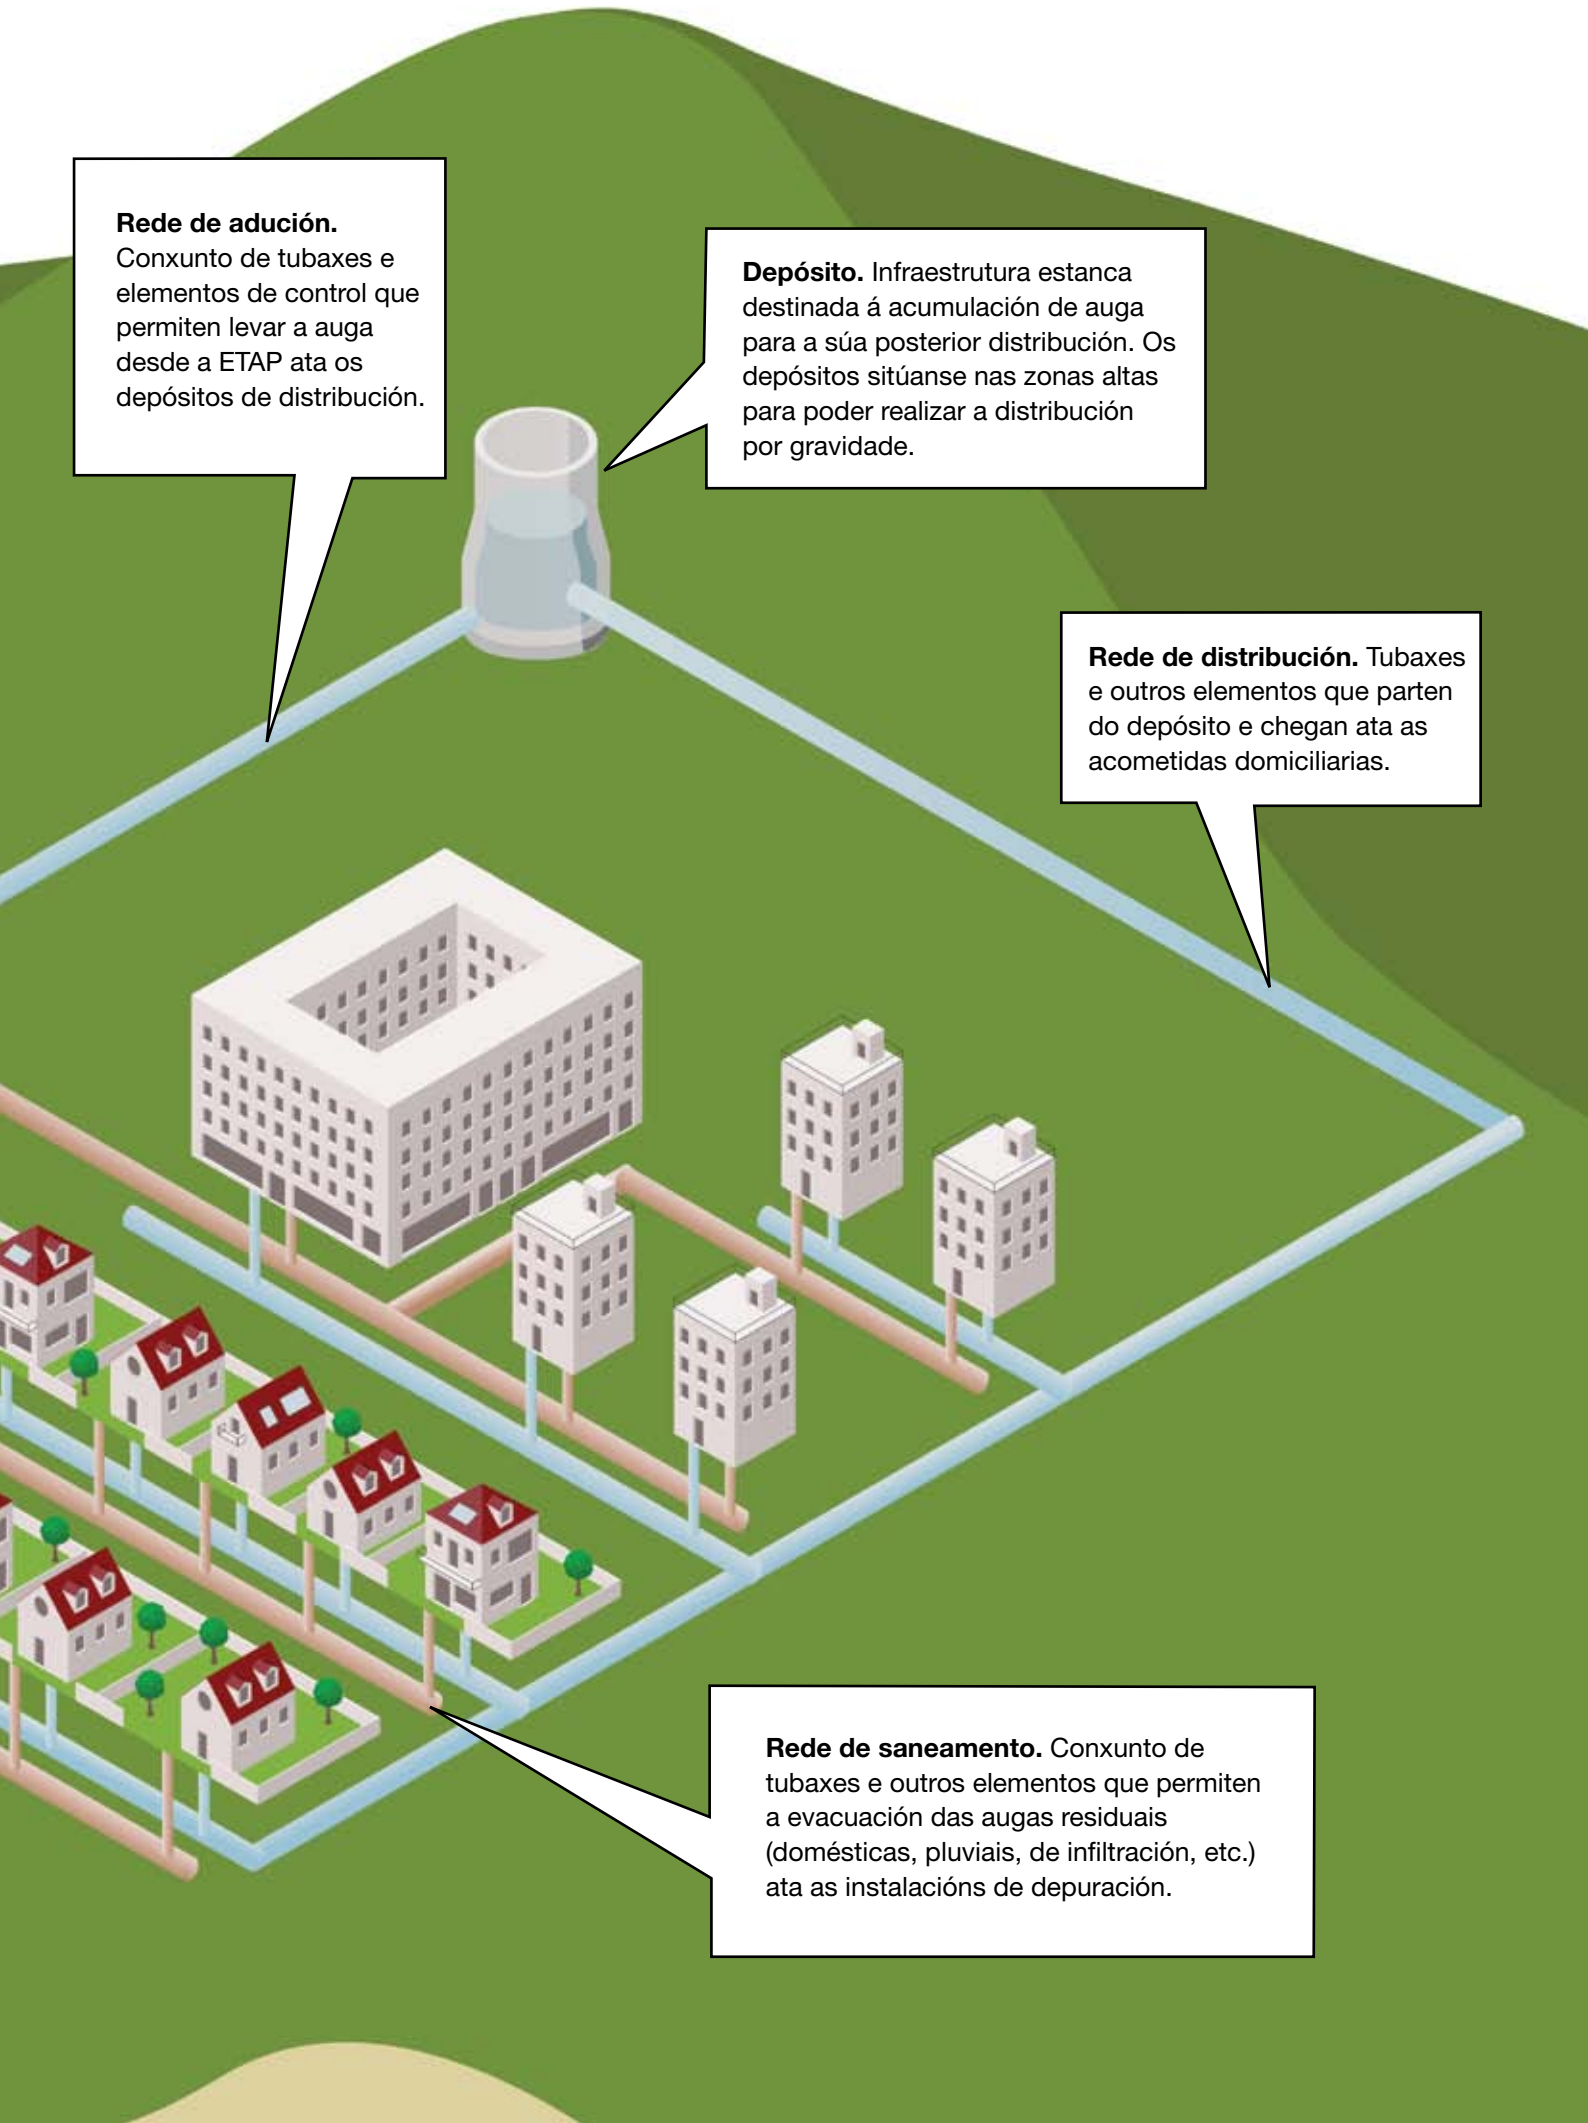 Rede de adución.
Conxunto de tubaxes e
elementos de control que
permiten levar a auga
desde a ETAP ata os
depósitos de distribución.
Depósito. Infraestrutura estanca
destinada á acumulación de auga
para a súa posterior distribución. Os
depósitos sitúanse nas zonas altas
para poder realizar a distribución
por gravidade.
Rede de distribución. Tubaxes
e outros elementos que parten
do depósito e chegan ata as
acometidas domiciliarias.
Rede de saneamento. Conxunto de
tubaxes e outros elementos que permiten
a evacuación das augas residuais
(domésticas, pluviais, de infiltración, etc.)
ata as instalacións de depuración.